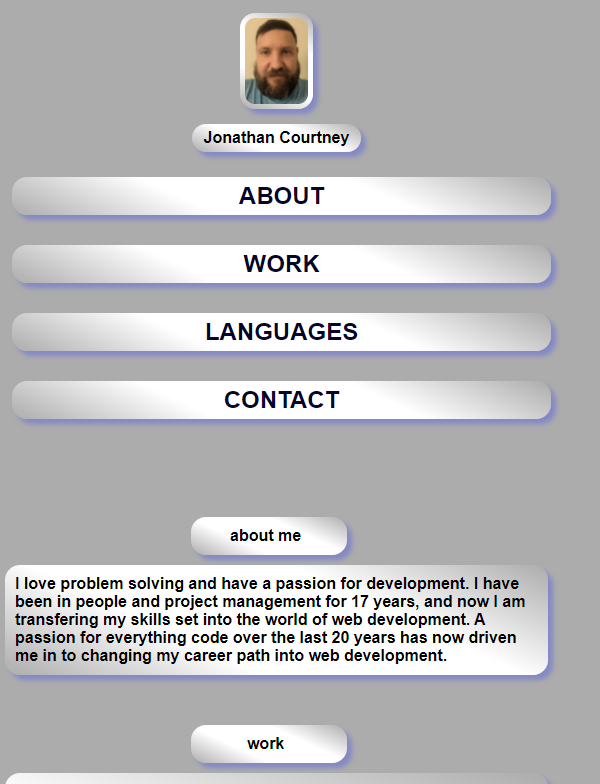 Jonathan Courtney
ABOUT
WORK
LANGUAGES
CONTACT
about me
I love problem solving and have a passion for development. I have
been in people and project management for 17 years, and now I am
transfering my skills set into the world of web development. A
passion for everything code over the last 20 years has now driven
me in to changing my career path into web development.
work